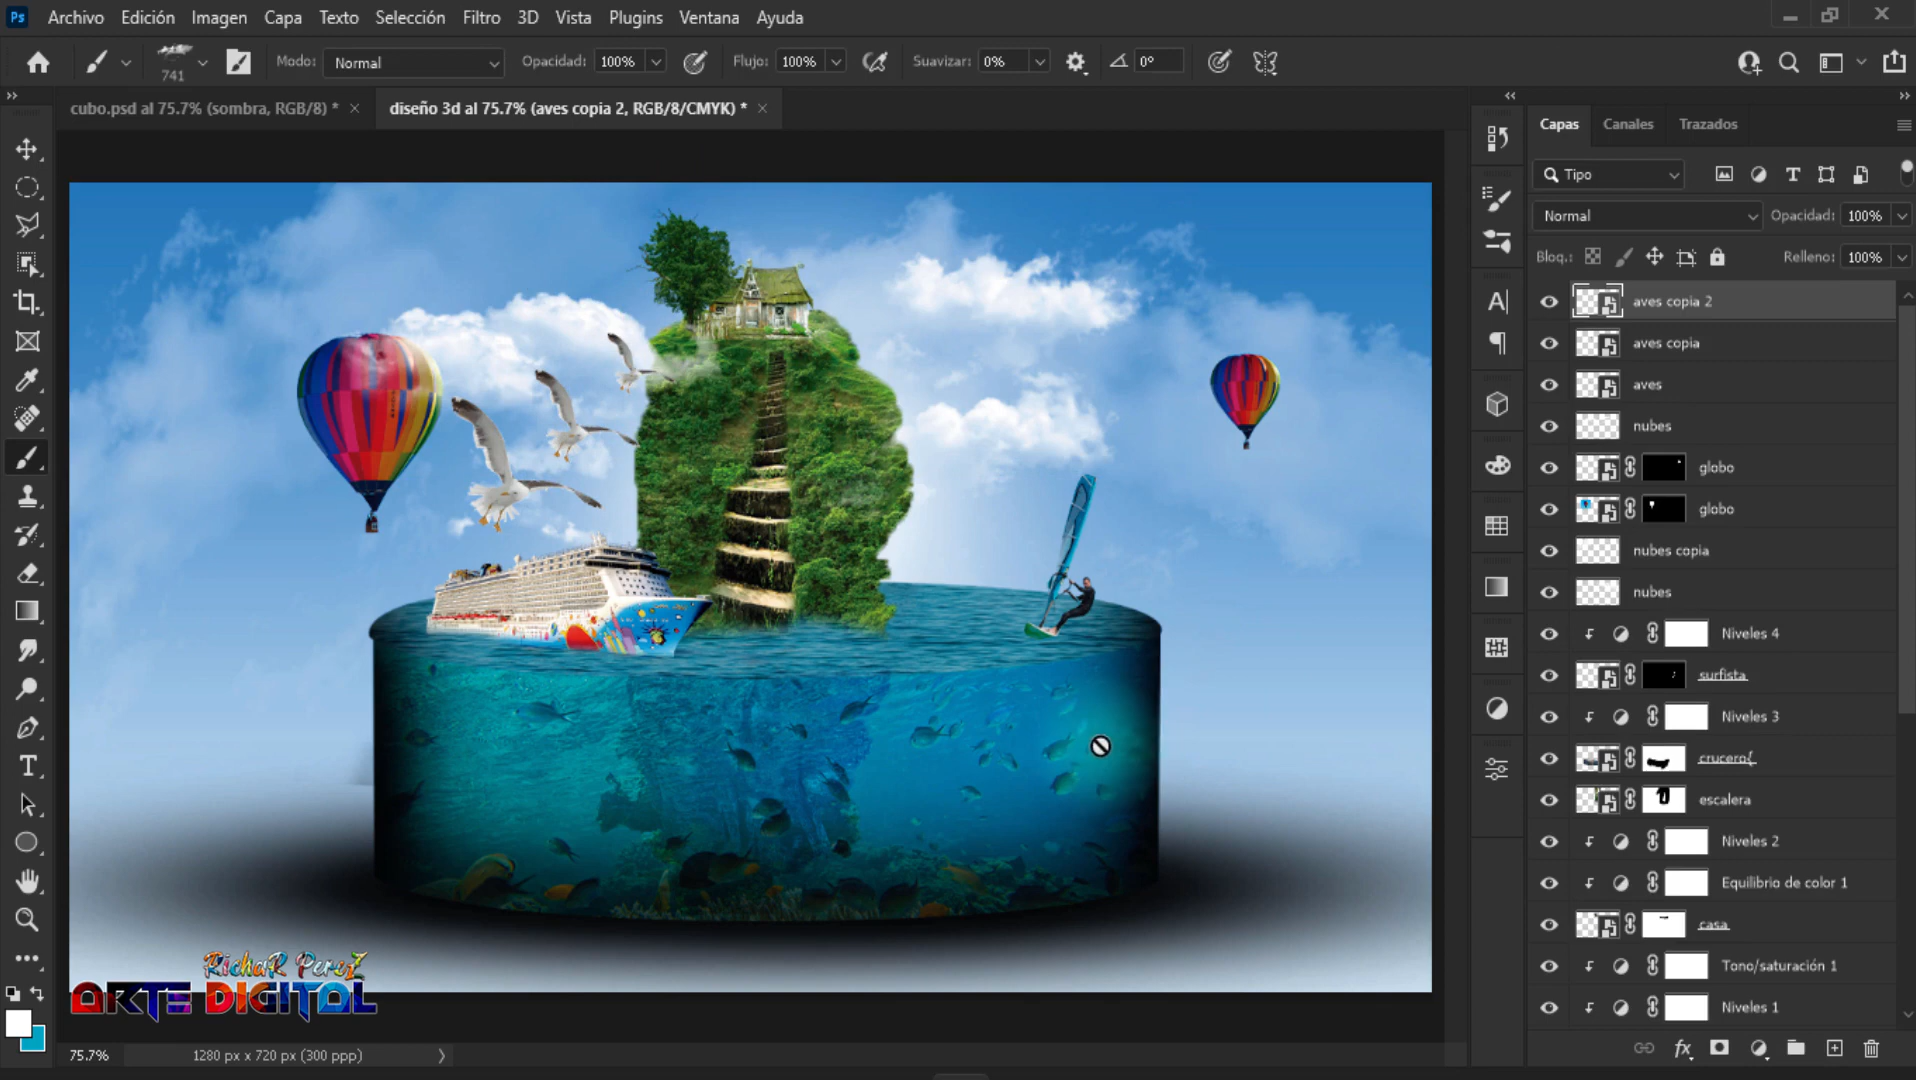 Ps Archivo Edición Imagen Capa Texto Selección Filtro 3D Vista Plugins Ventana Ayuda
741 Modo: Normal Opacidad: 100% Flujo: 100% Suavizar: 0% 0°
cubo.psd al 75.7% (sombra, RGB/8) *
diseño 3d al 75.7% (aves copia 2, RGB/8/CMYK) *
Capas Canales Trazados
Tipo
Normal Opacidad: 100%
Bloq.: Relleno: 100%
aves copia 2
aves copia
aves
nubes
globo
globo
nubes copia
nubes
Niveles 4
surfista
Niveles 3
crucero{
escalera
Niveles 2
Equilibrio de color 1
casa
Tono/saturación 1
Niveles 1
RichaR PereZ
ARTE DIGITAL
75.7% 1280 px x 720 px (300 ppp)